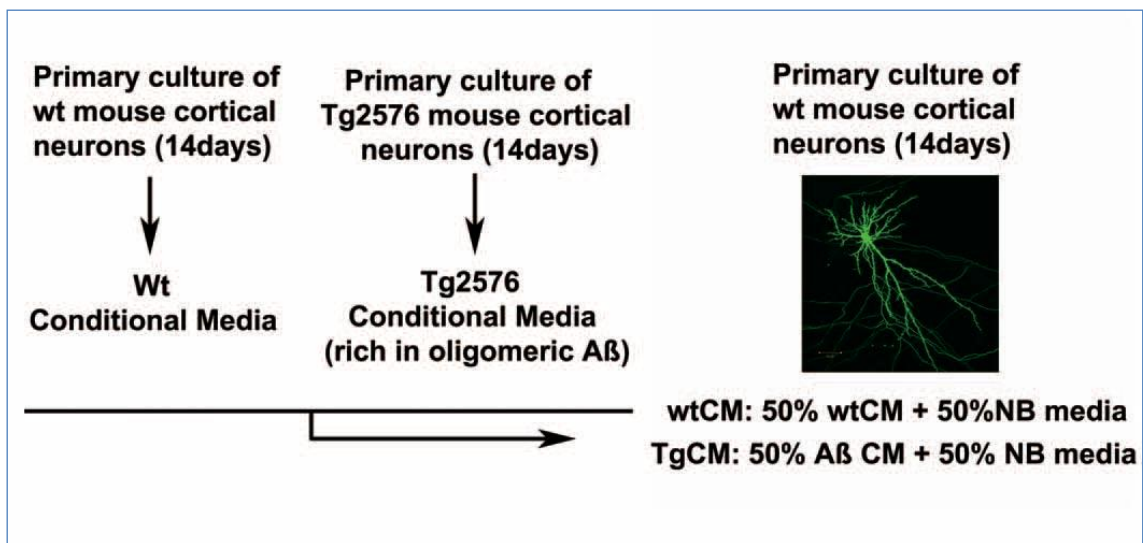 Primary culture of
wt mouse cortical
neurons (14days)
Wt
Conditional Media
Primary culture of
Tg2576 mouse cortical
neurons (14days)
Tg2576
Conditional Media
(rich in oligomeric Aß)
Primary culture of
wt mouse cortical
neurons (14days)
wtCM: 50% wtCM + 50%NB media
TgCM: 50% Aß CM + 50% NB media